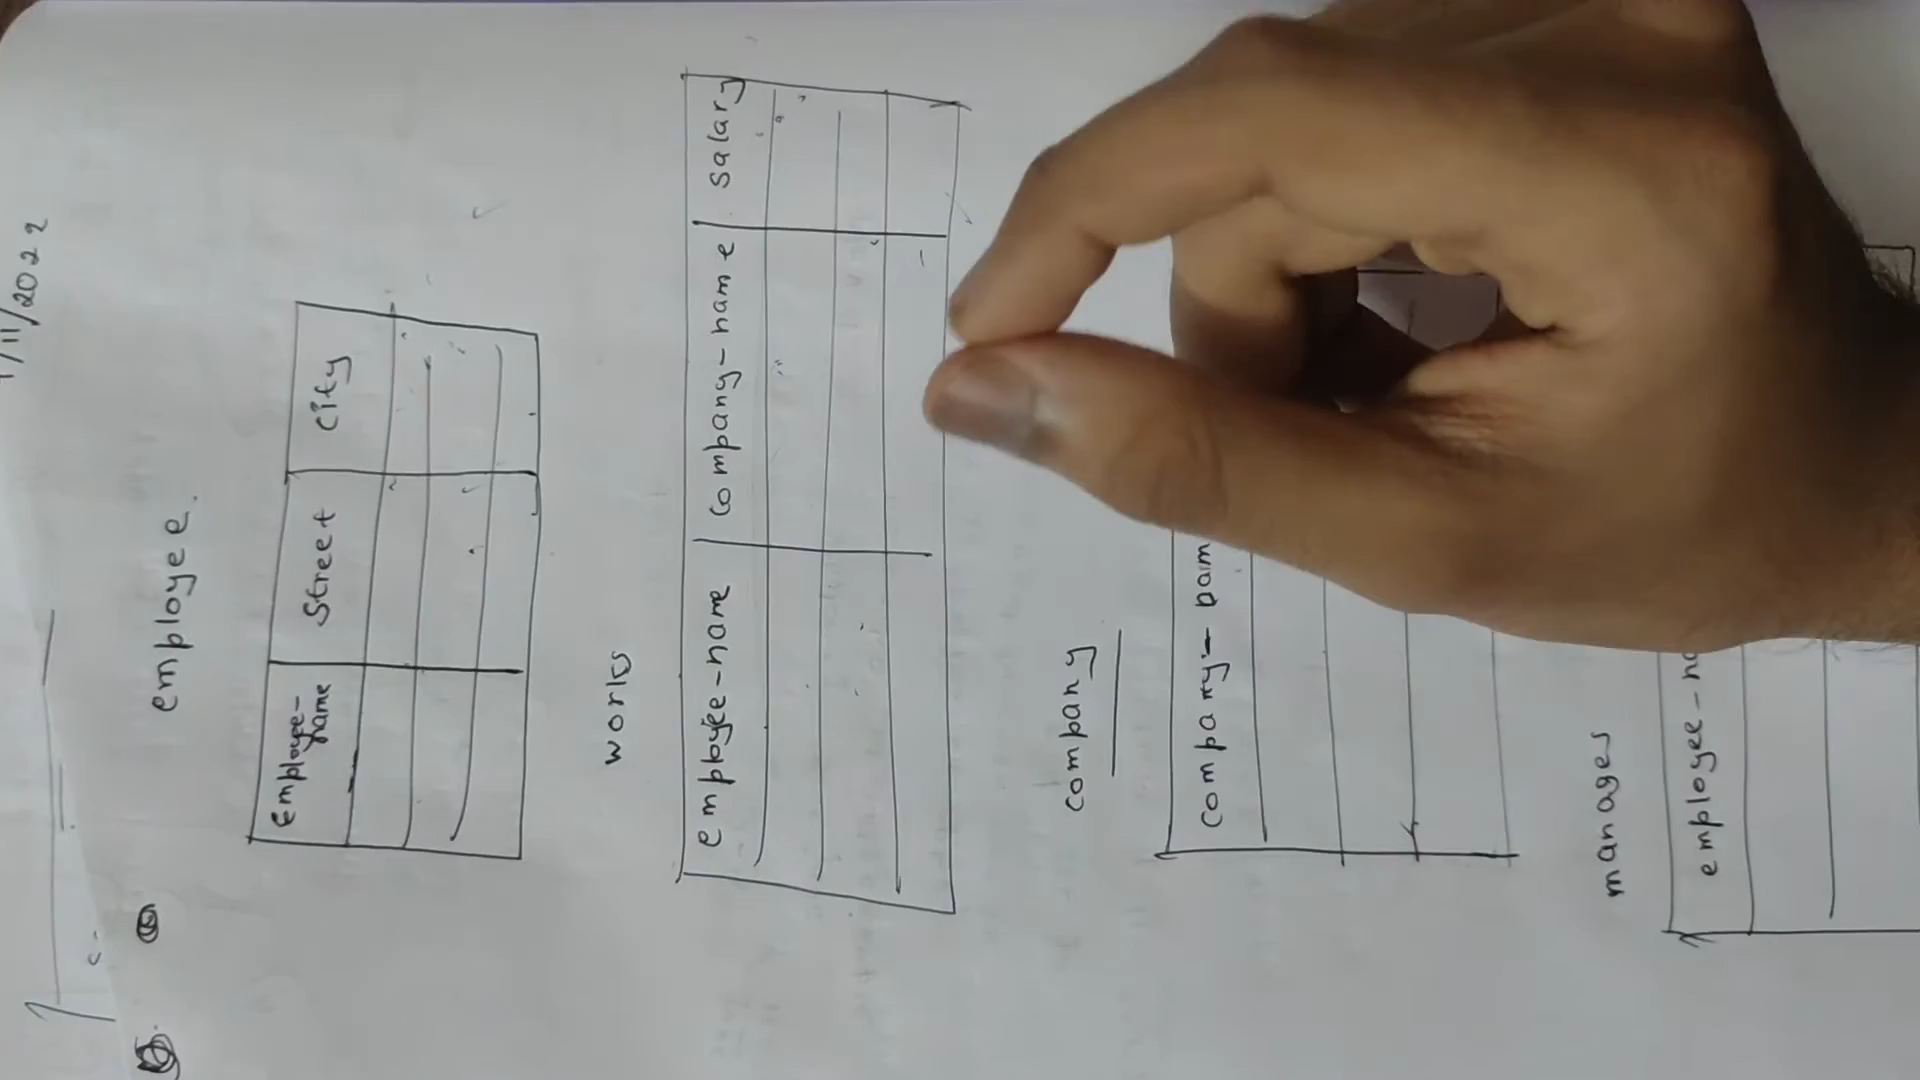 /11/2022
employee.
Employee-name Street City
works
employee-name company-name salary
company
company-
manages
employee-